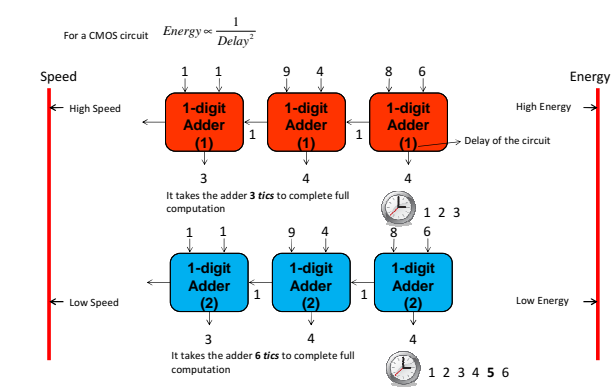 For a CMOS circuit Energy ∝ 1 / Delay²
Speed
Energy
1 1 9 4 8 6
High Speed
High Energy
1-digit Adder (1)
1-digit Adder (1)
1-digit Adder (1)
1 1
Delay of the circuit
3 4 4
It takes the adder 3 tics to complete full
computation
1 2 3
1 1 9 4 8 6
1-digit Adder (2)
1-digit Adder (2)
1-digit Adder (2)
1 1
Low Speed
Low Energy
3 4 4
It takes the adder 6 tics to complete full
computation
1 2 3 4 5 6